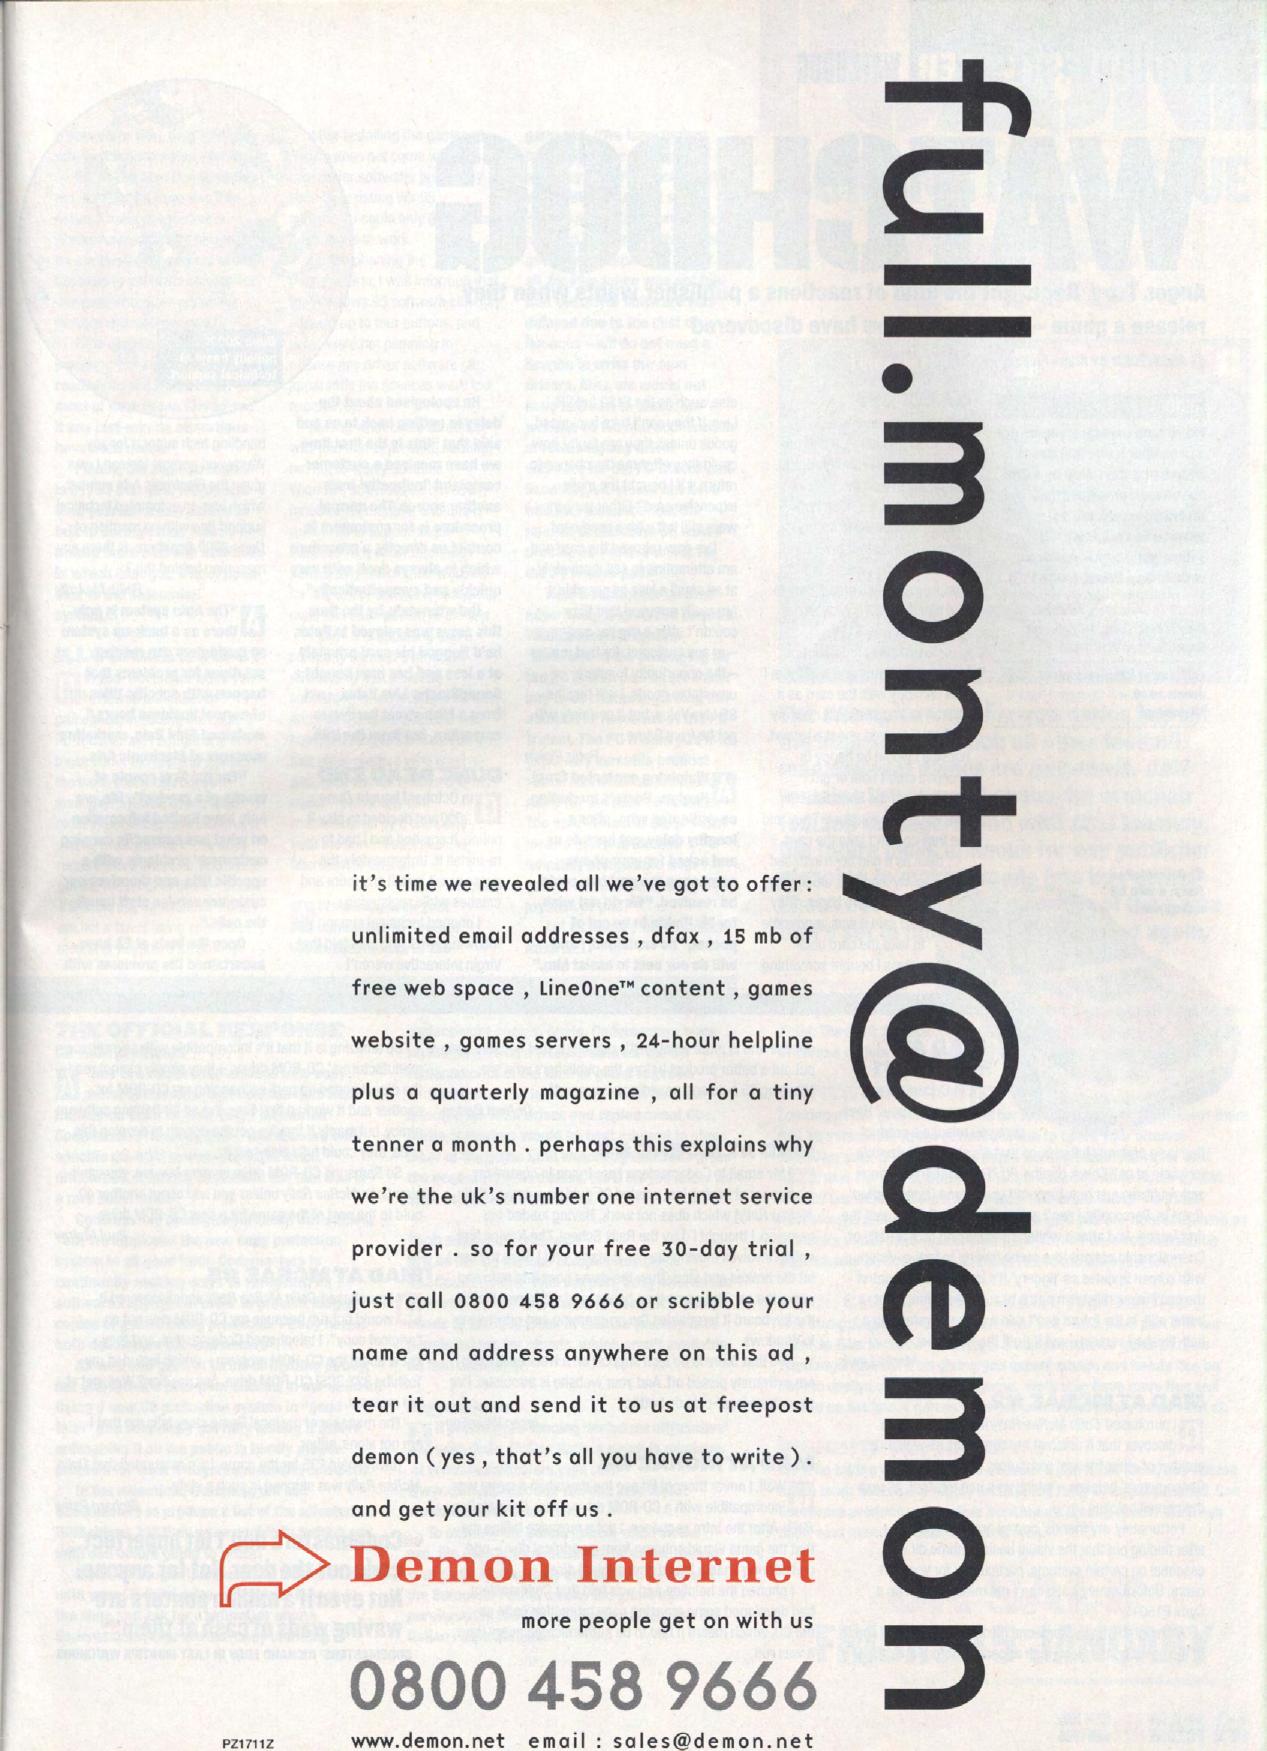 full.monty@demon
it's time we revealed all we've got to offer :
unlimited email addresses , dfax , 15 mb of
free web space , LineOne™ content , games
website , games servers , 24-hour helpline
plus a quarterly magazine , all for a tiny
tenner a month . perhaps this explains why
we're the uk's number one internet service
provider . so for your free 30-day trial ,
just call 0800 458 9666 or scribble your
name and address anywhere on this ad ,
tear it out and send it to us at freepost
demon ( yes , that's all you have to write ) .
and get your kit off us .
Demon Internet
more people get on with us
0800 458 9666
www.demon.net email : sales@demon.net
PZ1711Z